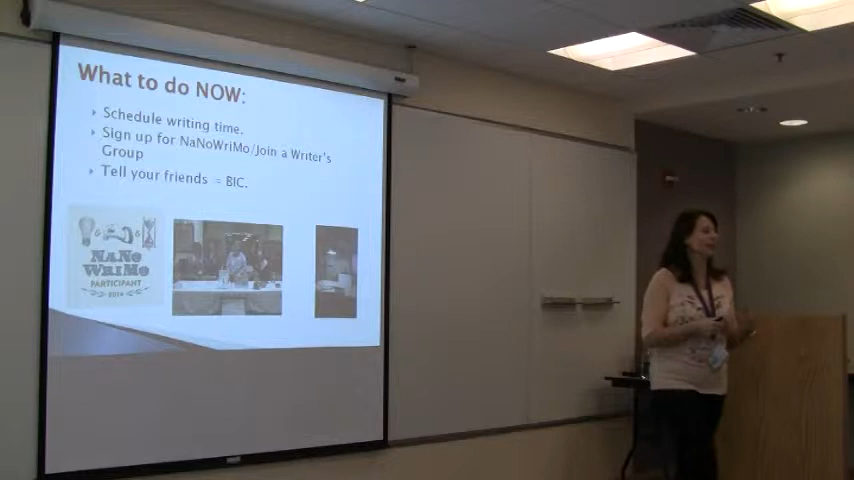 What to do NOW:
Schedule writing time.
Sign up for NaNoWriMo/Join a Writer's
Group
Tell your friends = BIC.
NaNo
WriMo
PARTICIPANT
2014